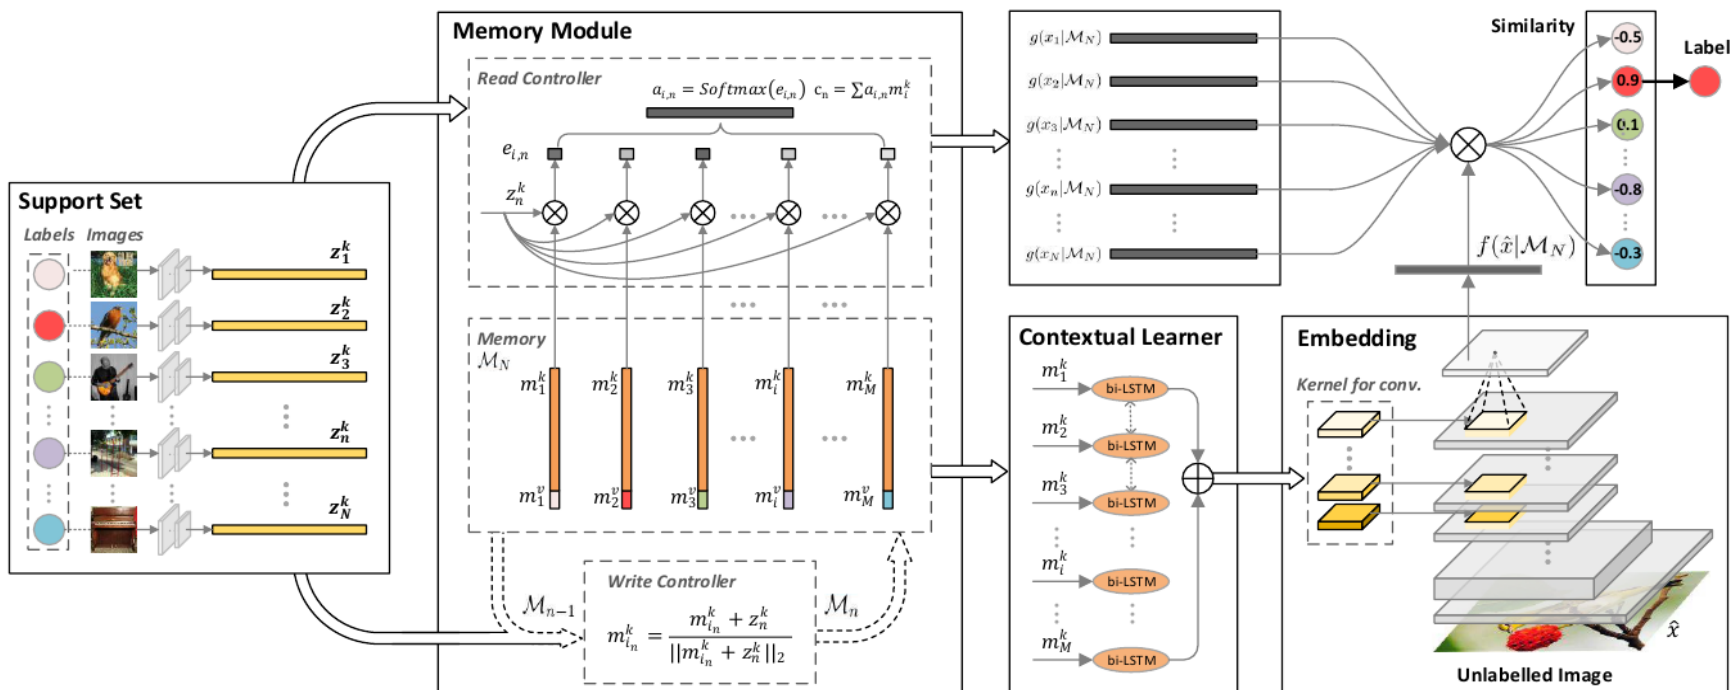 Support Set
Labels Images
z_1^k
z_2^k
z_3^k
z_n^k
z_N^k
Memory Module
Read Controller
a_{i,n} = Softmax(e_{i,n}) c_n = ∑a_{i,n}m_i^k
e_{i,n}
z_n^k
Memory
ℳ_N
m_1^k m_2^k m_3^k m_i^k m_M^k
m_1^v m_2^v m_3^v m_i^v m_M^v
Write Controller
ℳ_{n−1} ℳ_n
m_{i_n}^k = (m_{i_n}^k + z_n^k) / ||m_{i_n}^k + z_n^k||_2
g(x_1|ℳ_N)
g(x_2|ℳ_N)
g(x_3|ℳ_N)
g(x_n|ℳ_N)
g(x_N|ℳ_N)
f(x̂|ℳ_N)
Similarity
Label
-0.5
0.9
0.1
-0.8
-0.3
Contextual Learner
m_1^k bi-LSTM
m_2^k bi-LSTM
m_3^k bi-LSTM
m_i^k bi-LSTM
m_M^k bi-LSTM
Embedding
Kernel for conv.
x̂
Unlabelled Image